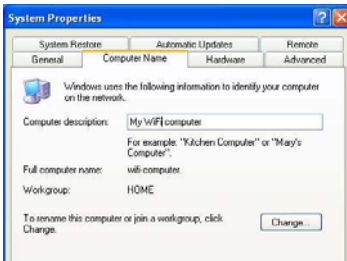 System Properties
System Restore Automatic Updates Remote
General Computer Name Hardware Advanced
Windows uses the following information to identify your computer
on the network.
Computer description: My WiFi computer
For example: "Kitchen Computer" or "Mary's
Computer".
Full computer name: wifi-computer.
Workgroup: HOME
To rename this computer or join a workgroup, click
Change.
Change...